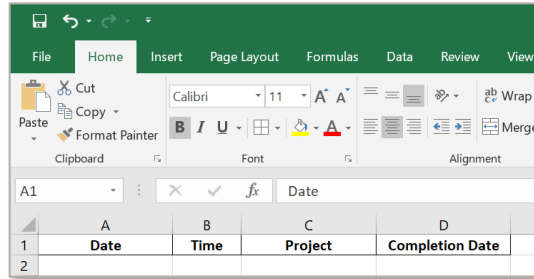 File Home Insert Page Layout Formulas Data Review View
Cut
Copy
Paste
Format Painter
Clipboard
Calibri 11 A A
B I U A
Font
ab
c
Wrap
Merge
Alignment
A1 fx Date
A B C D
1 Date Time Project Completion Date
2